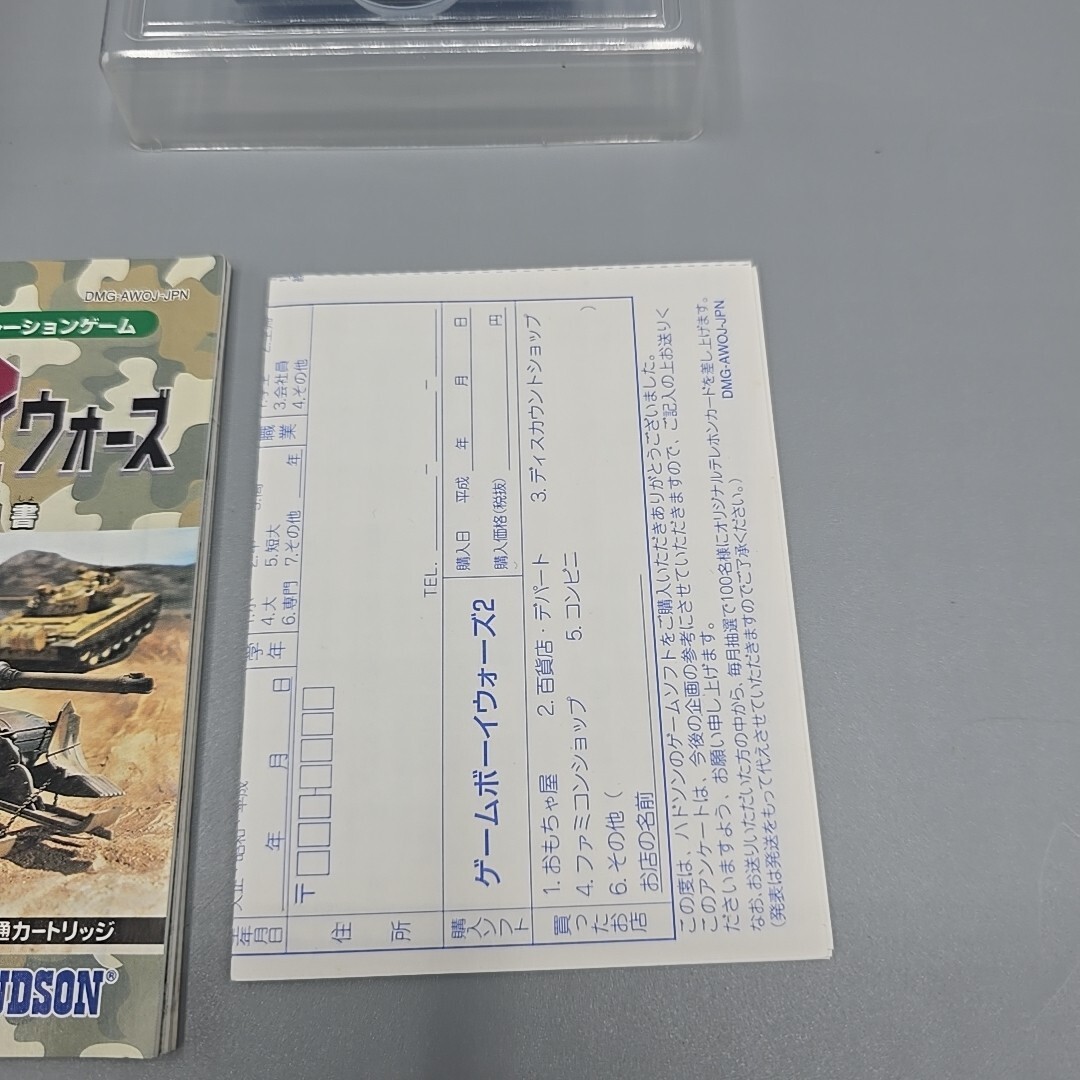 DMG-AWOJ-JPN
レーションゲーム
ウォーズ
書
通カートリッジ
UDSON®
年月日
年 月 日
学年
4.大 5.短大
6.専門 7.その他 年
職業
3.会社員
4.その他
住所
〒
TEL. – –
購入ソフト
ゲームボーイウォーズ2
購入日 平成 年 月 日
購入価格(税抜) 円
買ったお店
1.おもちゃ屋 2.百貨店・デパート 3.ディスカウントショップ
4.ファミコンショップ 5.コンビニ
6.その他( )
お店の名前
この度は、ハドソンのゲームソフトをご購入いただきありがとうございました。
このアンケートは、今後の企画の参考にさせていただきますので、ご記入の上お送りく
ださいますよう、お願い申し上げます。
なお、お送りいただいた方の中から、毎月抽選で100名様にオリジナルテレホンカードを差し上げます。
(発表は発送をもって代えさせていただきますのでご了承ください。)
DMG-AWOJ-JPN